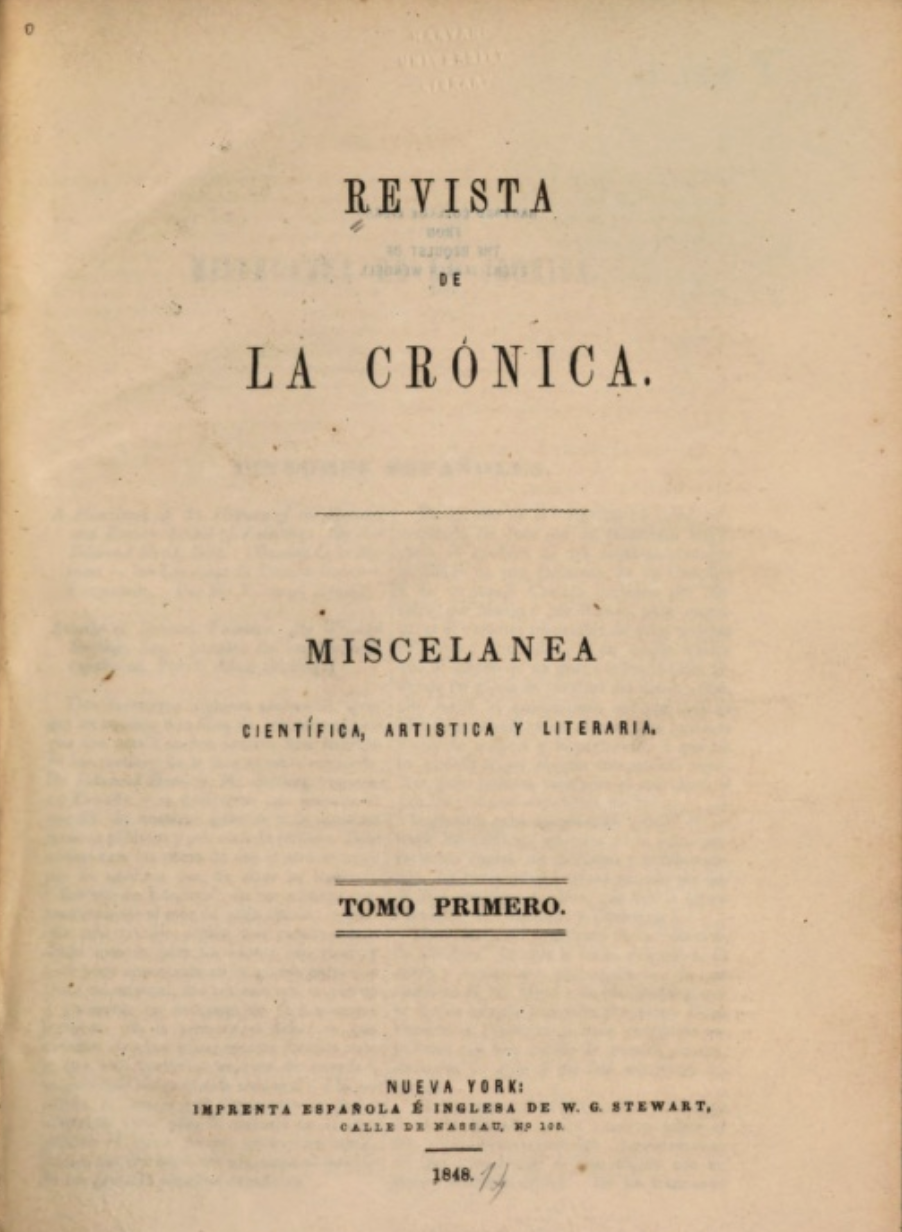 REVISTA
DE
LA CRÓNICA.
MISCELANEA
CIENTÍFICA, ARTISTICA Y LITERARIA.
TOMO PRIMERO.
NUEVA YORK:
IMPRENTA ESPAÑOLA É INGLESA DE W. G. STEWART,
CALLE DE NASSAU, Nº
1848.